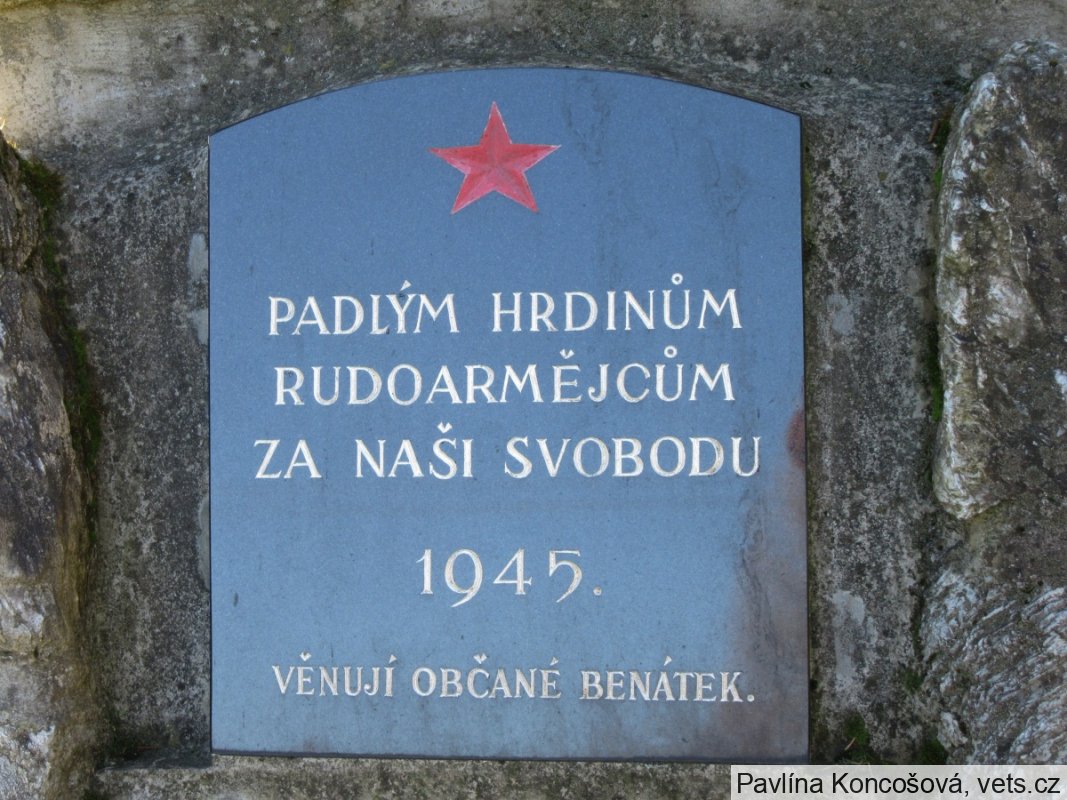 PADLÝM HRDINŮM
RUDOARMĚJCŮM
ZA NAŠI SVOBODU
1945.
VĚNUJÍ OBČANÉ BENÁTEK.
Pavlína Koncošová, vets.cz